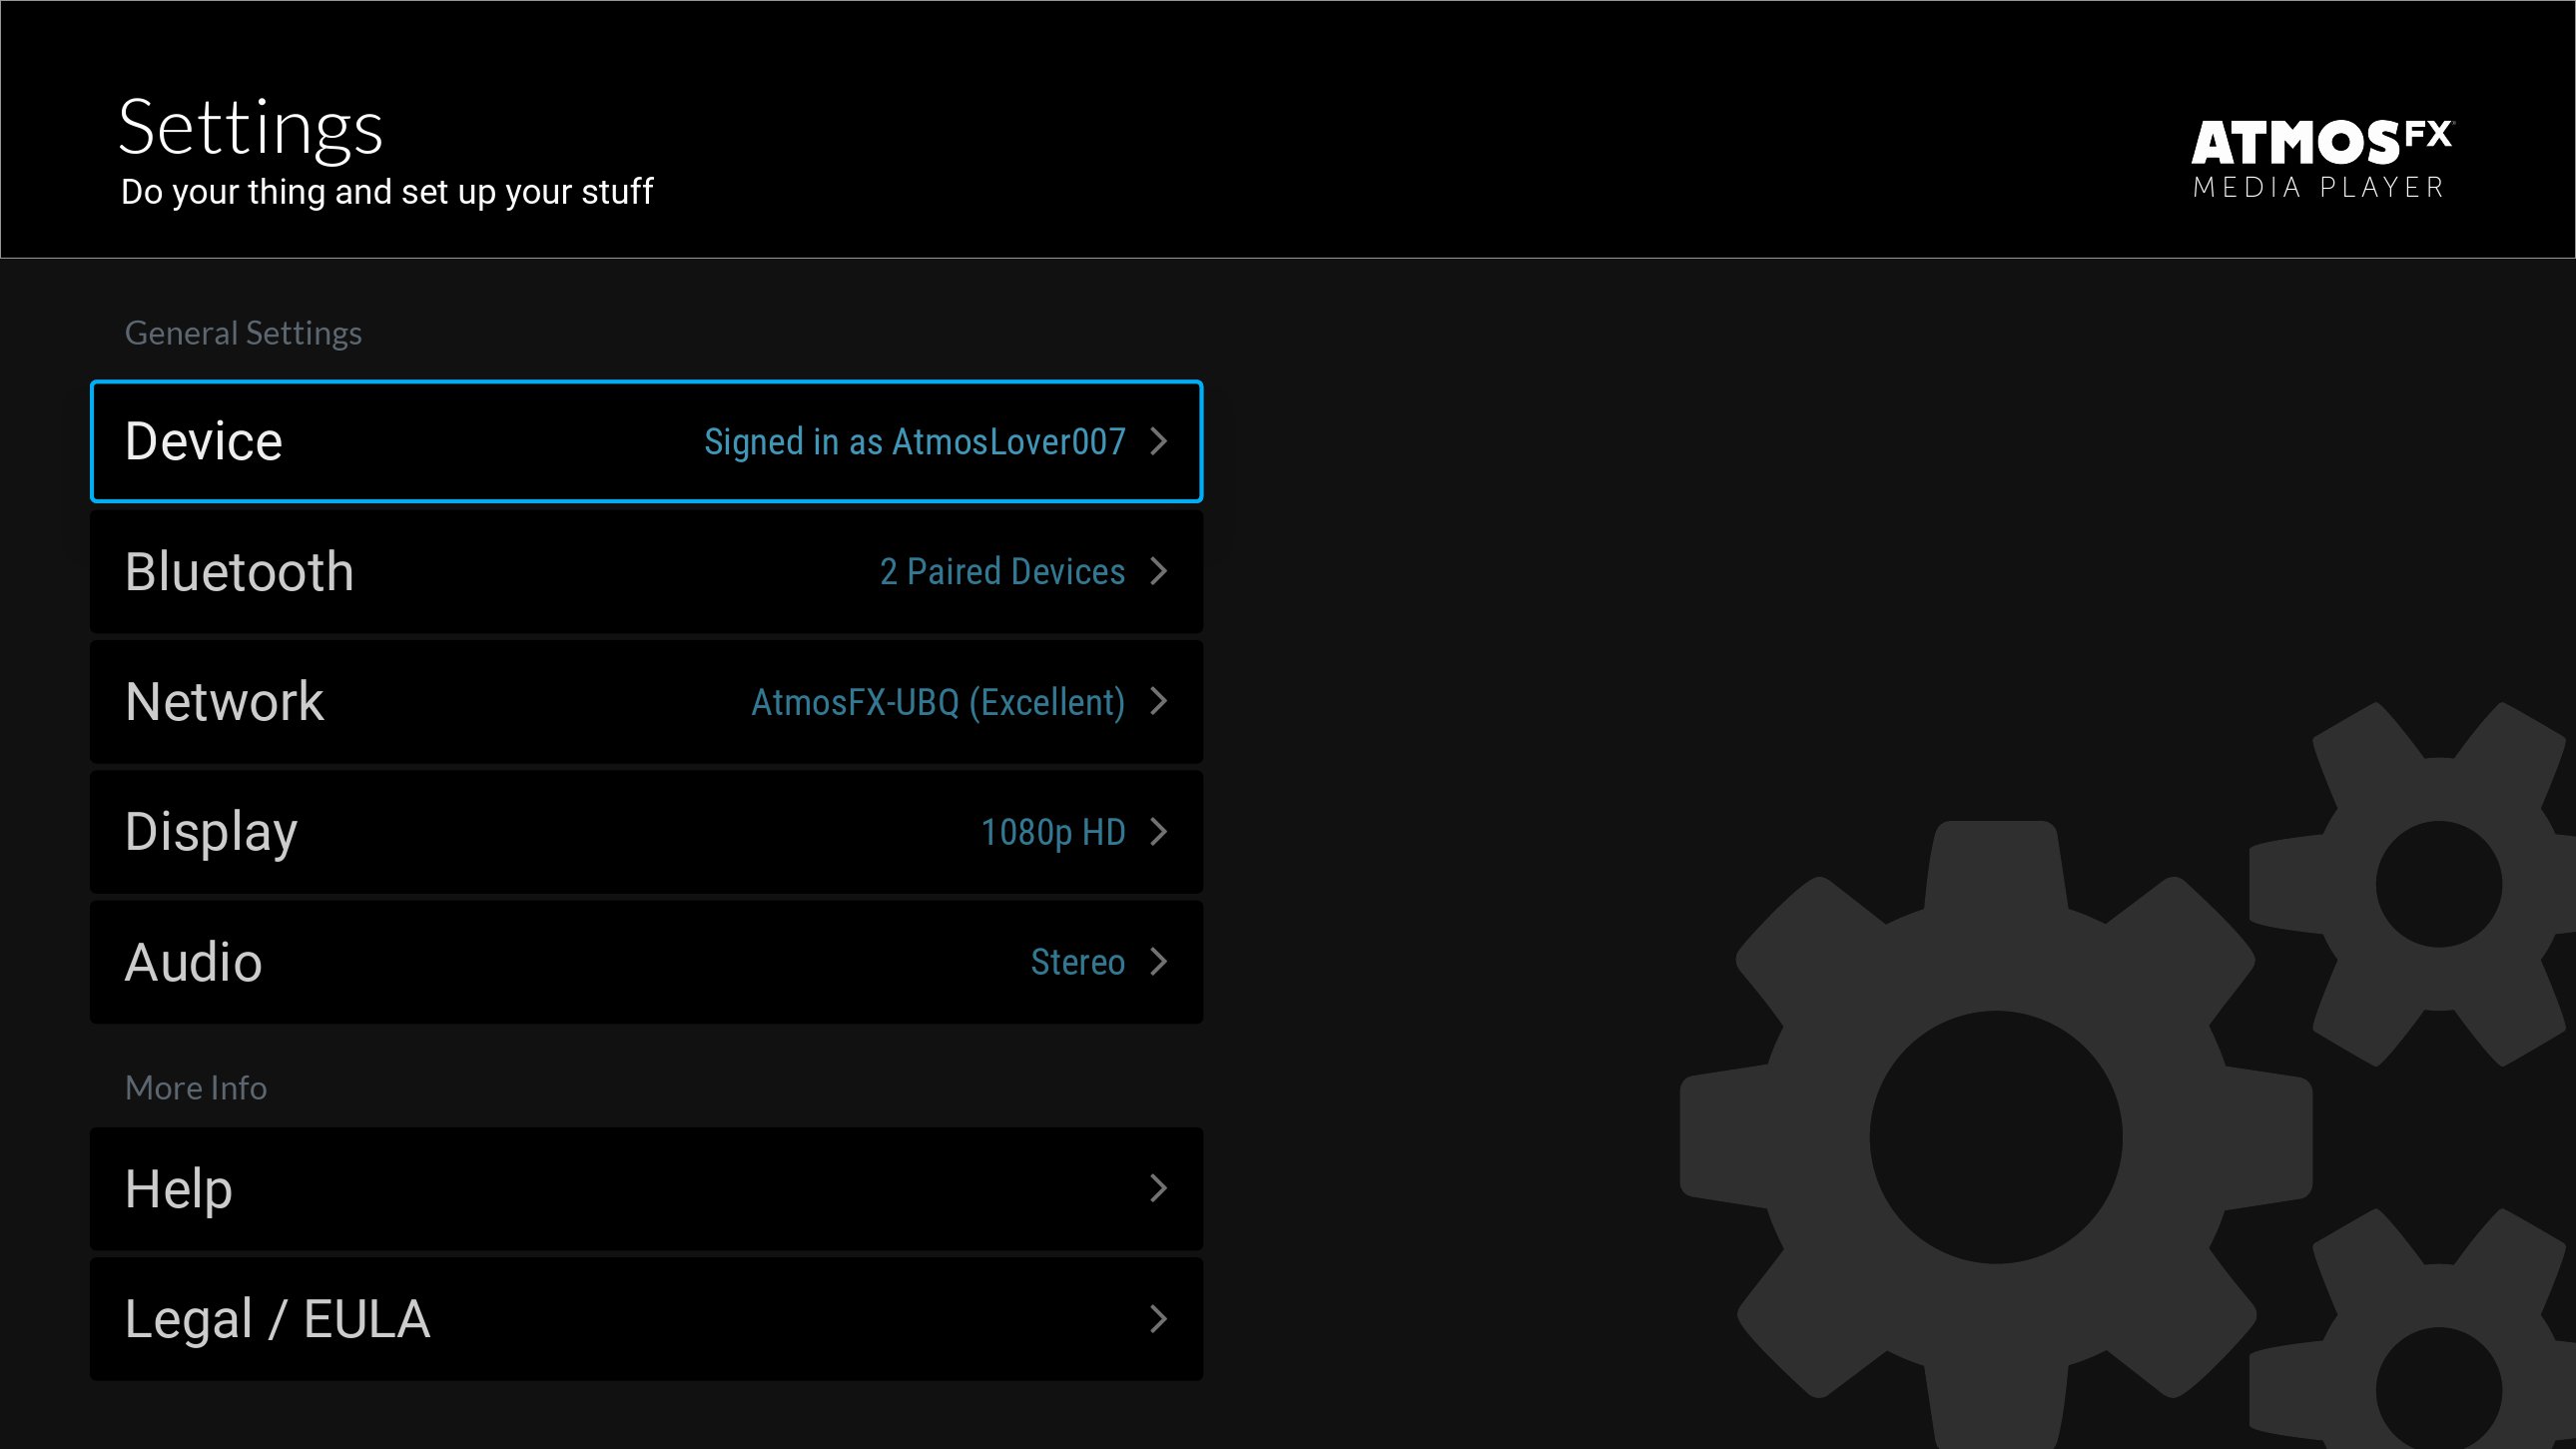 Settings
Do your thing and set up your stuff
ATMOSFX
MEDIA PLAYER
General Settings
Device Signed in as AtmosLover007
Bluetooth 2 Paired Devices
Network AtmosFX-UBQ (Excellent)
Display 1080p HD
Audio Stereo
More Info
Help
Legal / EULA